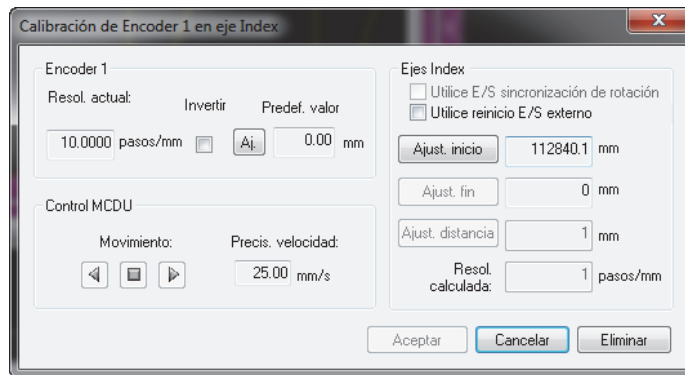 Calibración de Encoder 1 en eje Index
Encoder 1
Resol. actual:
Invertir
Predef. valor
10.0000 pasos/mm
Aj.
0.00 mm
Control MCDU
Movimiento:
Precis. velocidad:
25.00 mm/s
Ejes Index
Utilice E/S sincronización de rotación
Utilice reinicio E/S externo
Ajust. inicio 112840.1 mm
Ajust. fin 0 mm
Ajust. distancia 1 mm
Resol. calculada: 1 pasos/mm
Aceptar Cancelar Eliminar